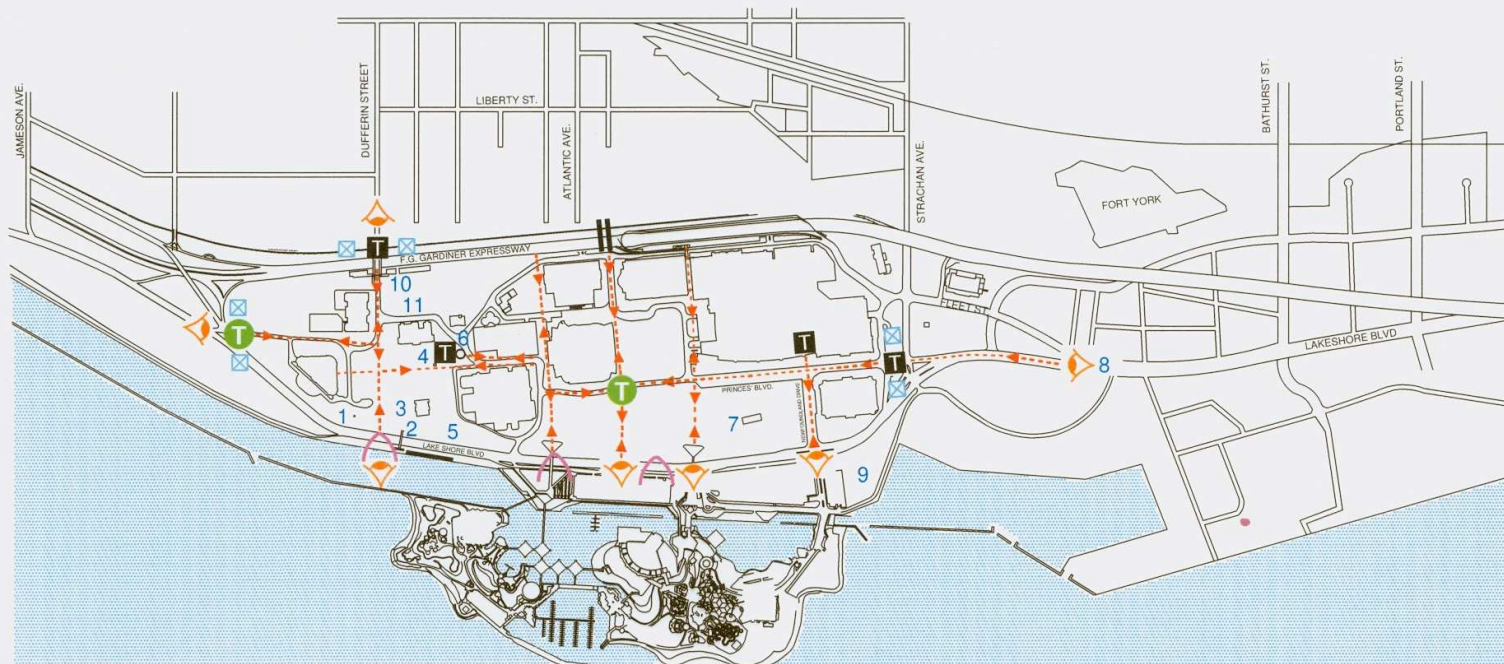 JAMESON AVE.
DUFFERIN STREET
LIBERTY ST.
ATLANTIC AVE.
STRACHAN AVE.
BATHURST ST.
PORTLAND ST.
FORT YORK
T
F.G. GARDINER EXPRESSWAY
10
11
FLEET ST
T
6
4
T
T
T
8
LAKESHORE BLVD
T
PRINCES' BLVD.
NEWFOUNDLAND DRIVE
1
3
2
5
7
LAKE SHORE BLVD
9